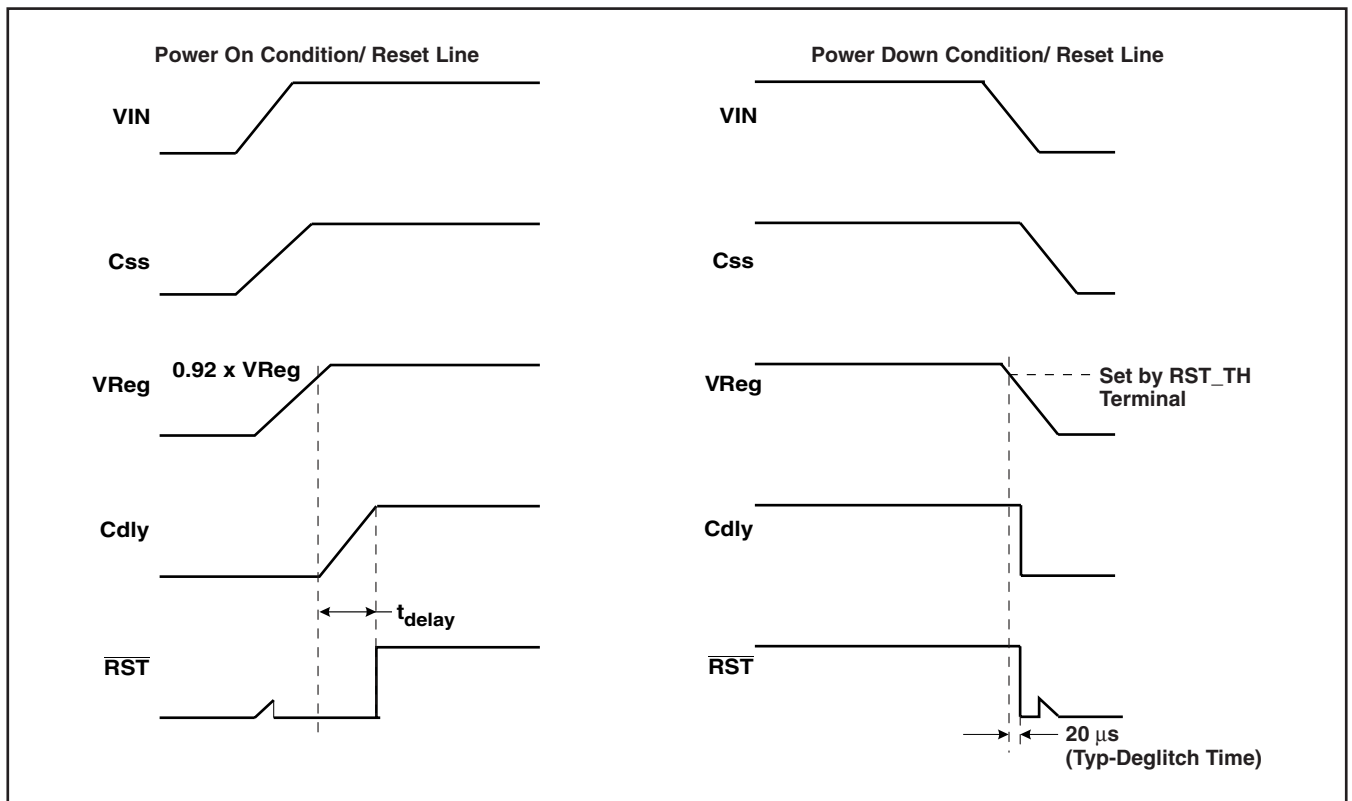 Power On Condition/ Reset Line
VIN
Css
0.92 x VReg
VReg
Cdly
tdelay
RST
Power Down Condition/ Reset Line
VIN
Css
VReg
Set by RST_TH
Terminal
Cdly
RST
20 μs
(Typ-Deglitch Time)